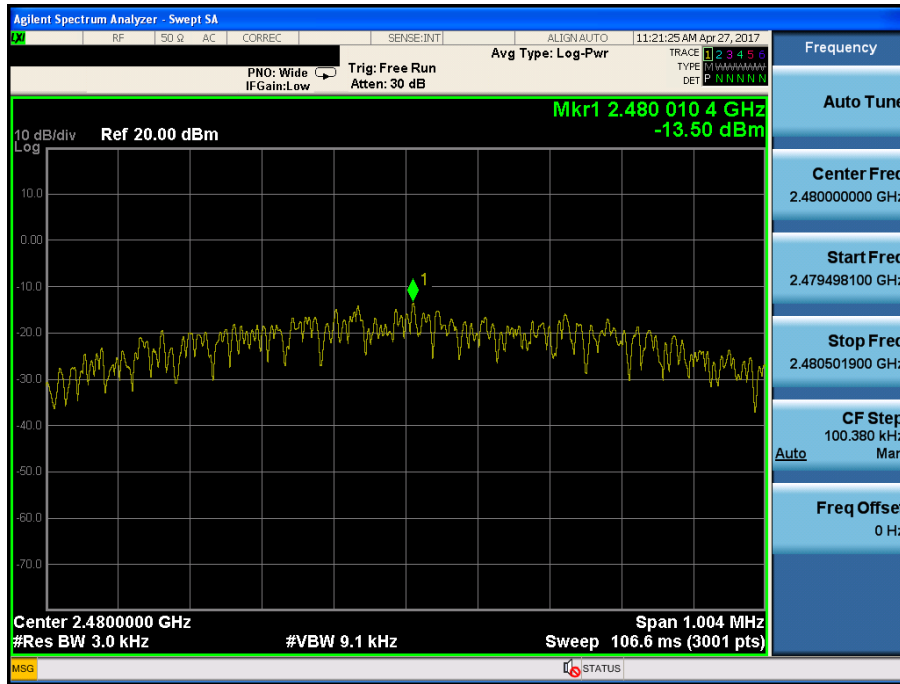 Agilent Spectrum Analyzer - Swept SA
LXI RF 50 Ω AC CORREC SENSE:INT ALIGN AUTO 11:21:25 AM Apr 27, 2017
Frequency
Avg Type: Log-Pwr
TRACE 1 2 3 4 5 6
TYPE M WWWWW
DET P N N N N N
PNO: Wide
IFGain:Low
Trig: Free Run
Atten: 30 dB
Auto Tune
Mkr1 2.480 010 4 GHz
-13.50 dBm
10 dB/div Ref 20.00 dBm
Log
10.0
0.00
-10.0
-20.0
-30.0
-40.0
-50.0
-60.0
-70.0
1
Center Freq
2.480000000 GHz
Start Freq
2.479498100 GHz
Stop Freq
2.480501900 GHz
CF Step
100.380 kHz
Auto Man
Freq Offset
0 Hz
Center 2.4800000 GHz Span 1.004 MHz
#Res BW 3.0 kHz #VBW 9.1 kHz Sweep 106.6 ms (3001 pts)
MSG STATUS